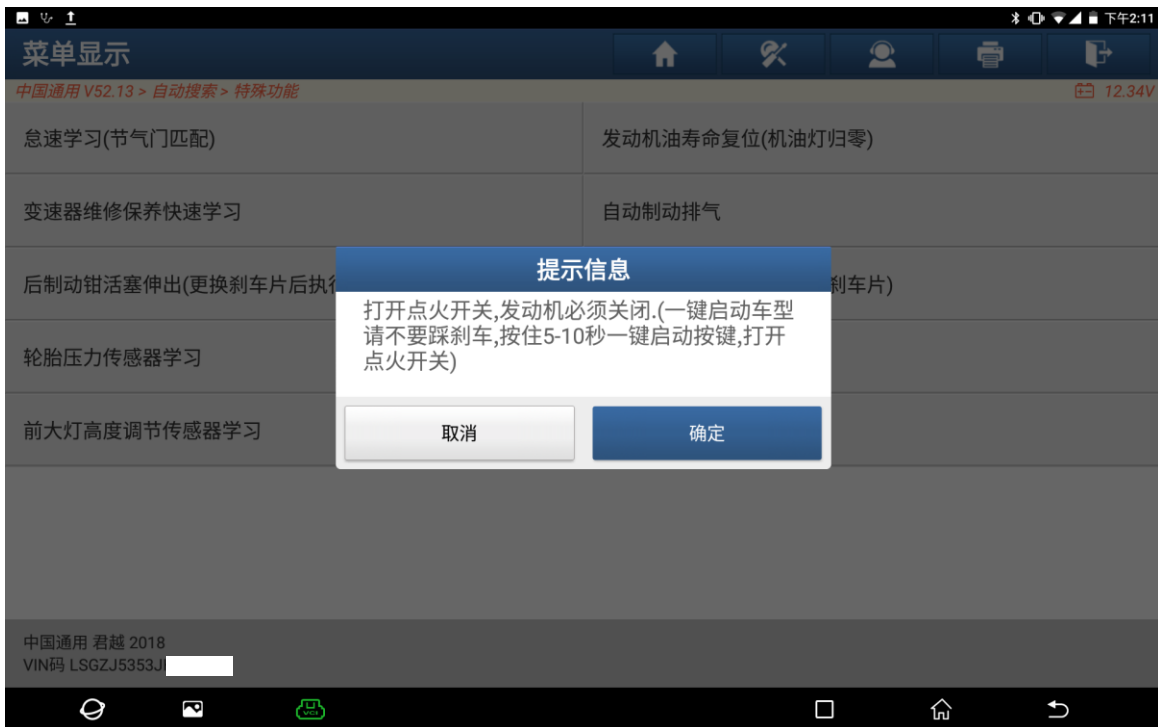 下午2:11
菜单显示
中国通用 V52.13 > 自动搜索 > 特殊功能
12.34V
怠速学习(节气门匹配)
发动机油寿命复位(机油灯归零)
变速器维修保养快速学习
自动制动排气
后制动钳活塞伸出(更换刹车片后执行
刹车片)
提示信息
打开点火开关,发动机必须关闭.(一键启动车型
请不要踩刹车,按住5-10秒一键启动按键,打开
点火开关)
轮胎压力传感器学习
前大灯高度调节传感器学习
取消
确定
中国通用 君越 2018
VIN码 LSGZJ5353J
VCI